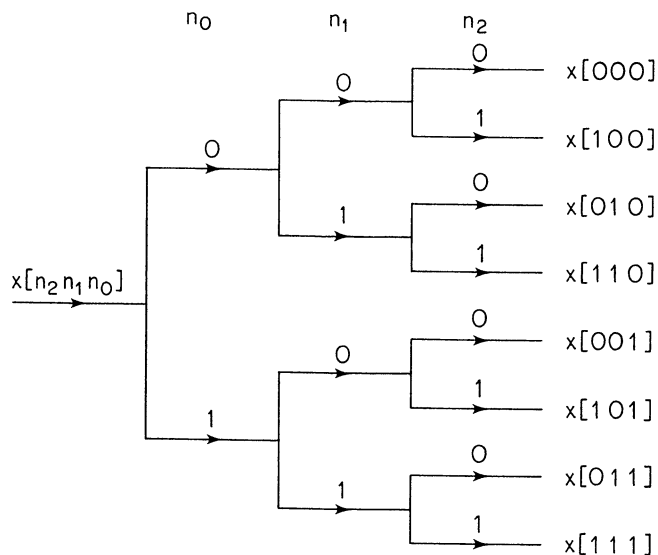 n₀ n₁ n₂
0 x[000]
0
1 x[100]
0
0 x[010]
1
1 x[110]
x[n₂n₁n₀]
0 x[001]
0
1 x[101]
1
0 x[011]
1
1 x[111]